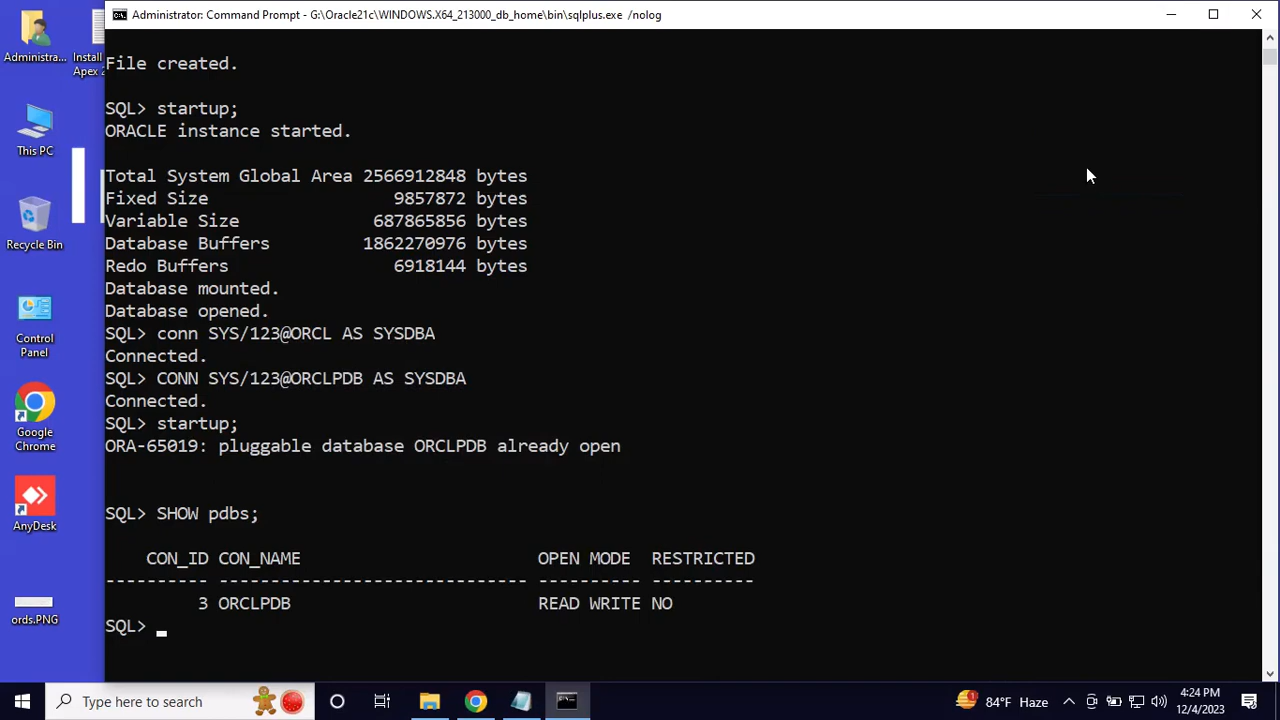 Administrator: Command Prompt - G:\Oracle21c\WINDOWS.X64_213000_db_home\bin\sqlplus.exe /nolog
Administra...
Install
Apex 2
This PC
Recycle Bin
Control
Panel
Google
Chrome
AnyDesk
ords.PNG
File created.
SQL> startup;
ORACLE instance started.
Total System Global Area 2566912848 bytes
Fixed Size 9857872 bytes
Variable Size 687865856 bytes
Database Buffers 1862270976 bytes
Redo Buffers 6918144 bytes
Database mounted.
Database opened.
SQL> conn SYS/123@ORCL AS SYSDBA
Connected.
SQL> CONN SYS/123@ORCLPDB AS SYSDBA
Connected.
SQL> startup;
ORA-65019: pluggable database ORCLPDB already open
SQL> SHOW pdbs;
CON_ID CON_NAME OPEN MODE RESTRICTED
---------- ------------------------------ ---------- ----------
3 ORCLPDB READ WRITE NO
SQL>
Type here to search
84°F Haze
4:24 PM
12/4/2023